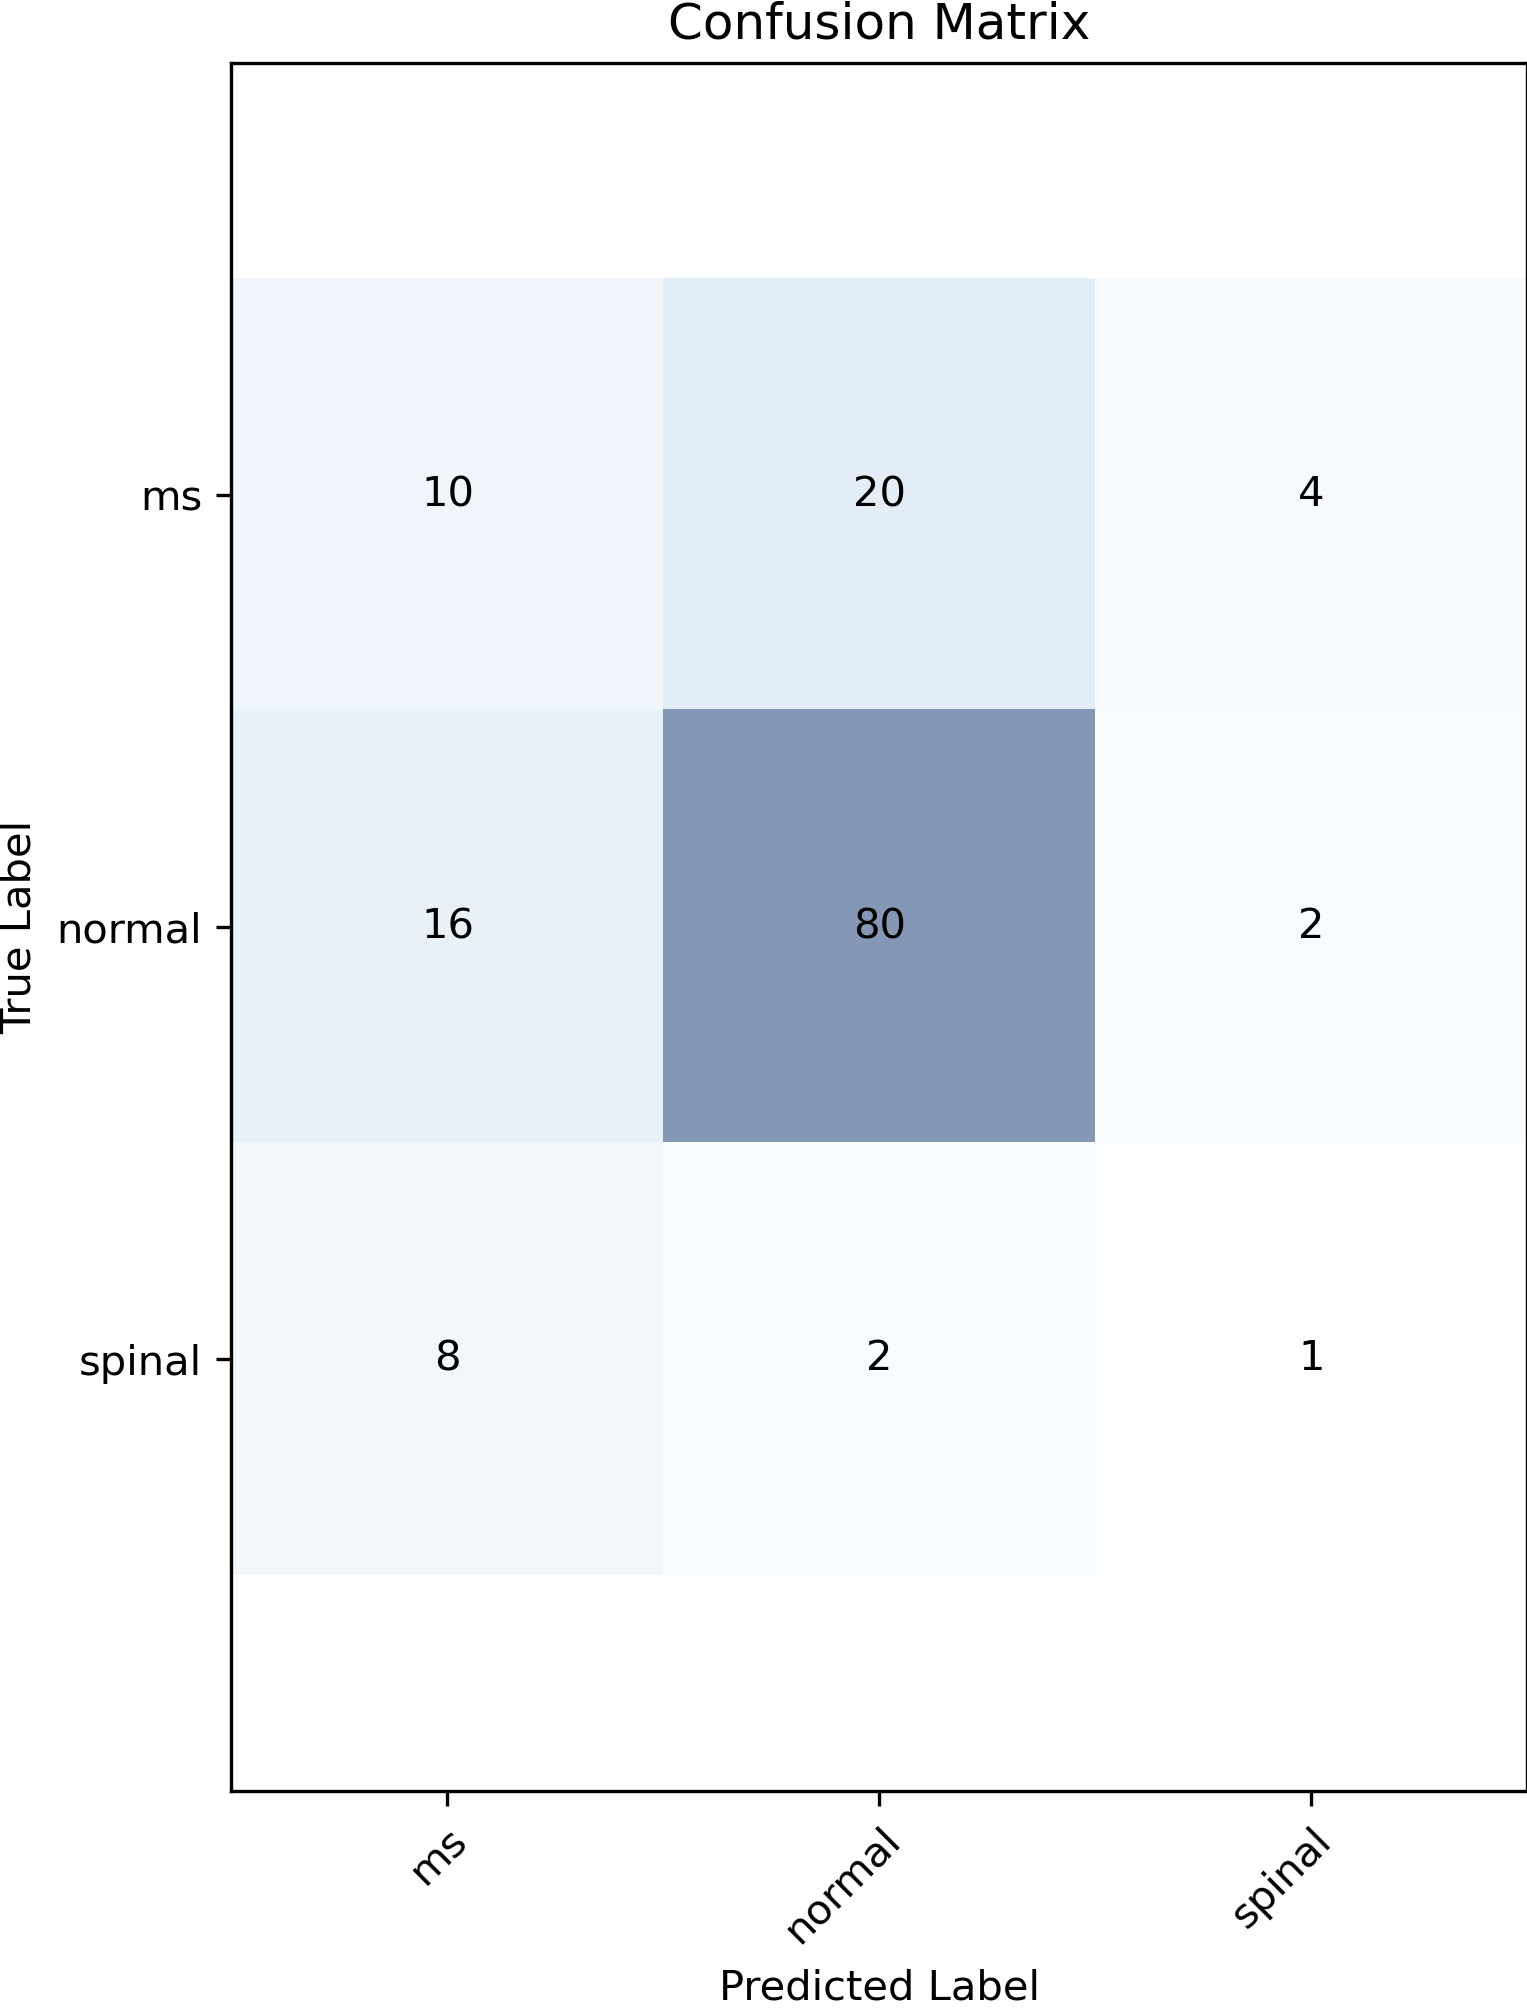 Confusion Matrix
ms
10 20 4
normal
16 80 2
spinal
8 2 1
True Label
ms normal spinal
Predicted Label